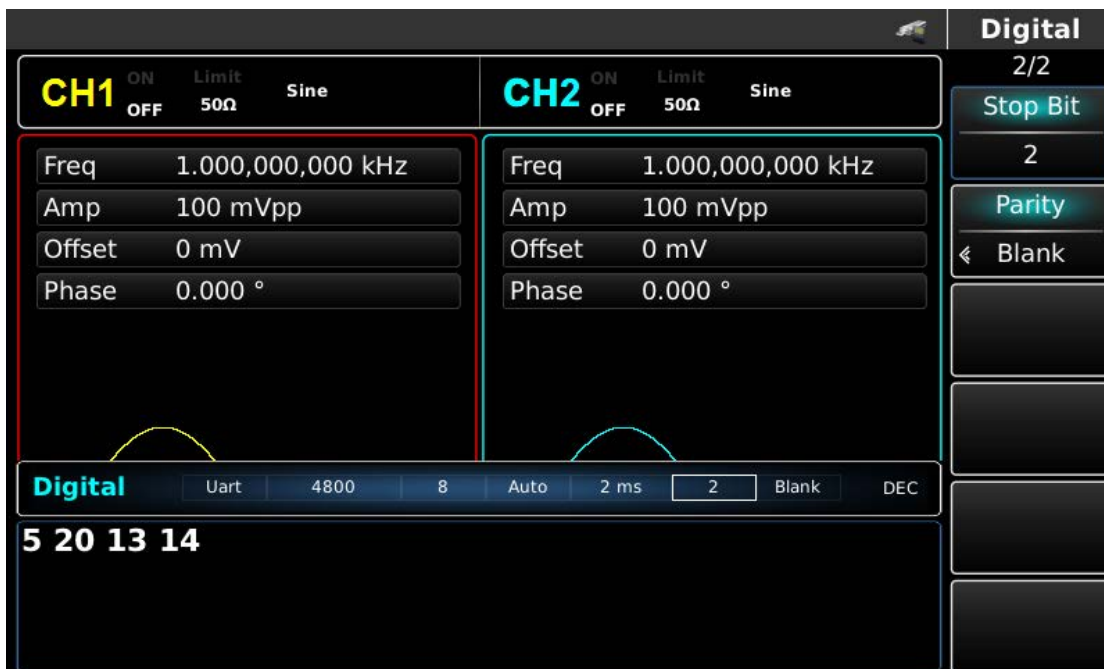 Digital
2/2
CH1 ON OFF Limit 50Ω Sine
CH2 ON OFF Limit 50Ω Sine
Stop Bit
2
Parity
Blank
Freq 1.000,000,000 kHz
Amp 100 mVpp
Offset 0 mV
Phase 0.000 °
Freq 1.000,000,000 kHz
Amp 100 mVpp
Offset 0 mV
Phase 0.000 °
Digital Uart 4800 8 Auto 2 ms 2 Blank DEC
5 20 13 14